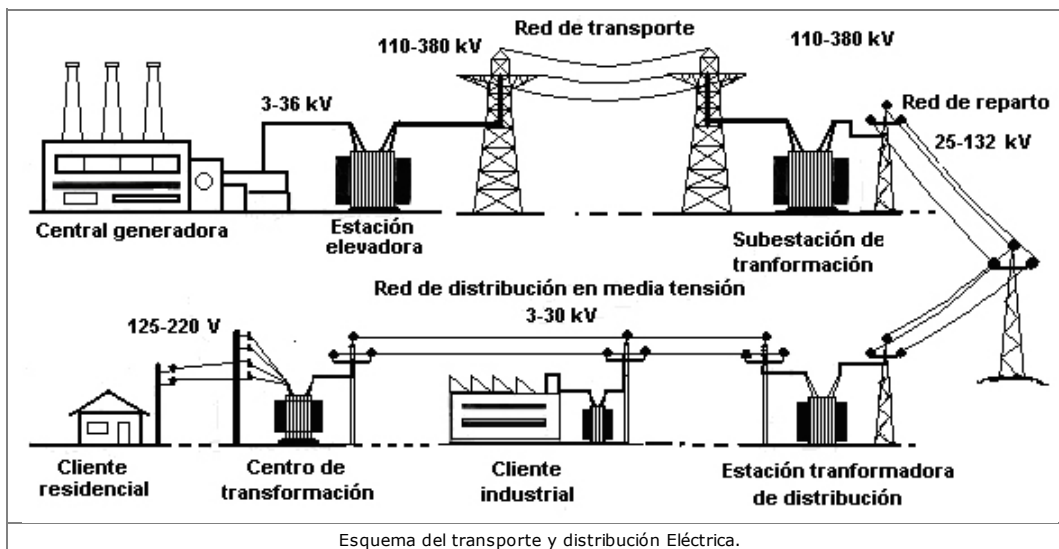 Red de transporte
110-380 kV
110-380 kV
3-36 kV
Red de reparto
25-132 kV
Central generadora
Estación
elevadora
Subestación de
tranformación
Red de distribución en media tensión
3-30 kV
125-220 V
Cliente
residencial
Centro de
transformación
Cliente
industrial
Estación tranformadora
de distribución
Esquema del transporte y distribución Eléctrica.